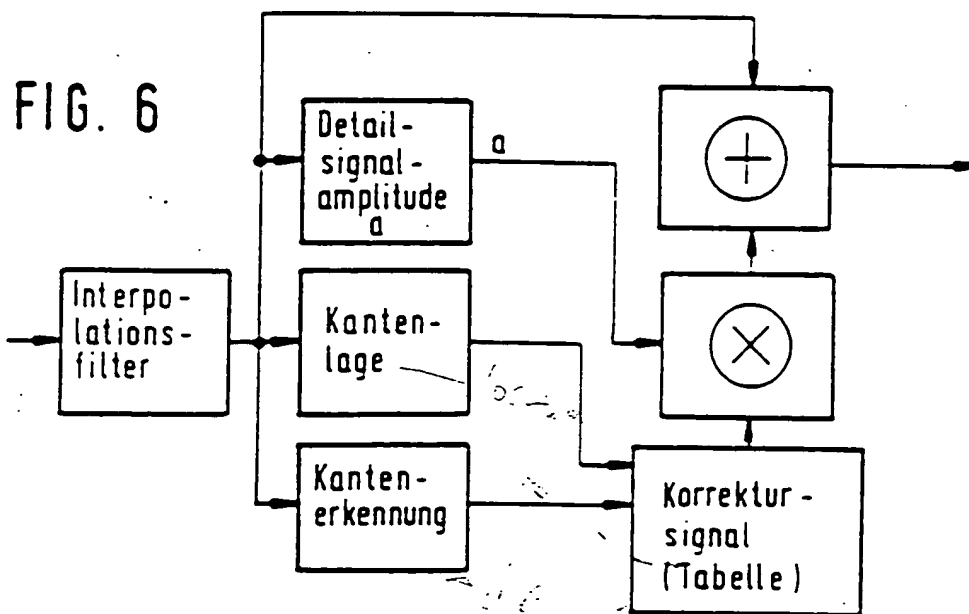 FIG. 6
Detail-
signal-
amplitude
a
a
Interpo-
lations-
filter
Kanten-
lage
Kanten-
erkennung
Korrektur-
signal
(Tabelle)